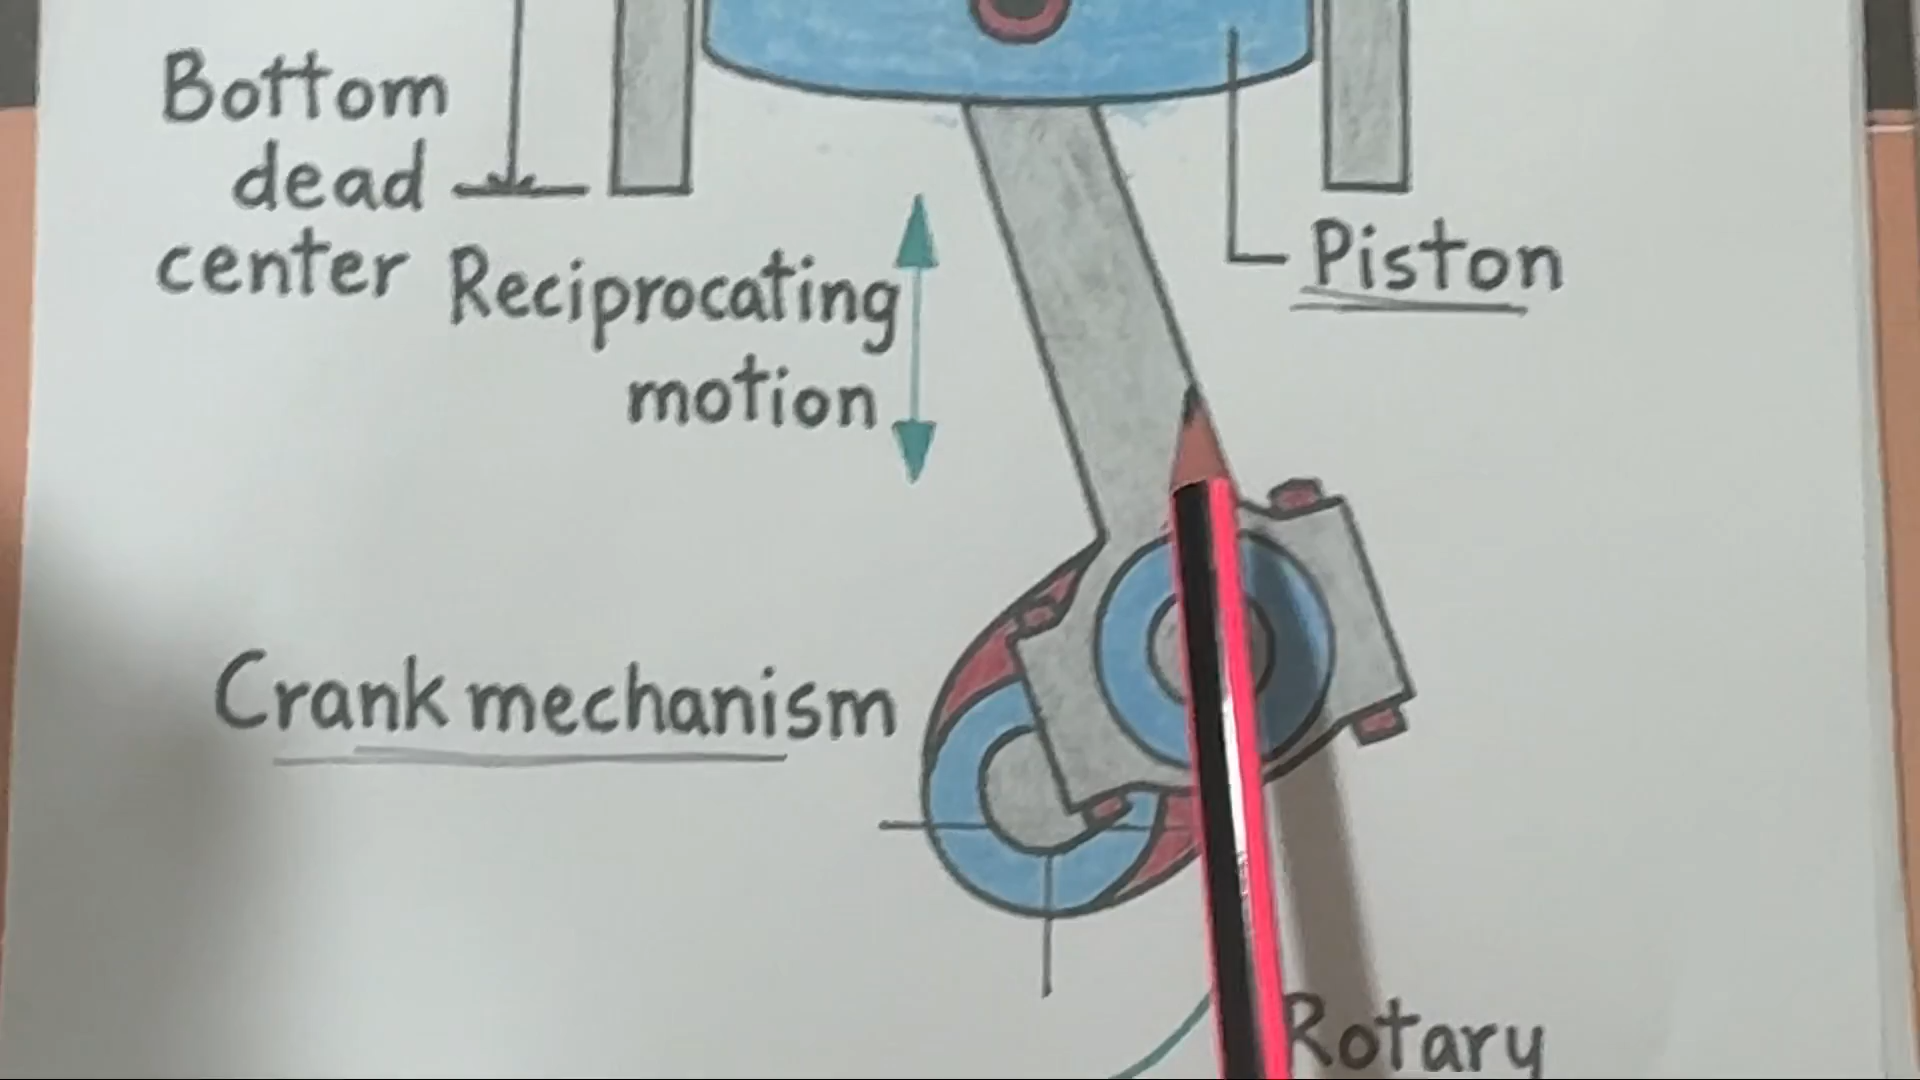 Bottom
dead
center
Reciprocating
motion
Piston
Crank mechanism
Rotary